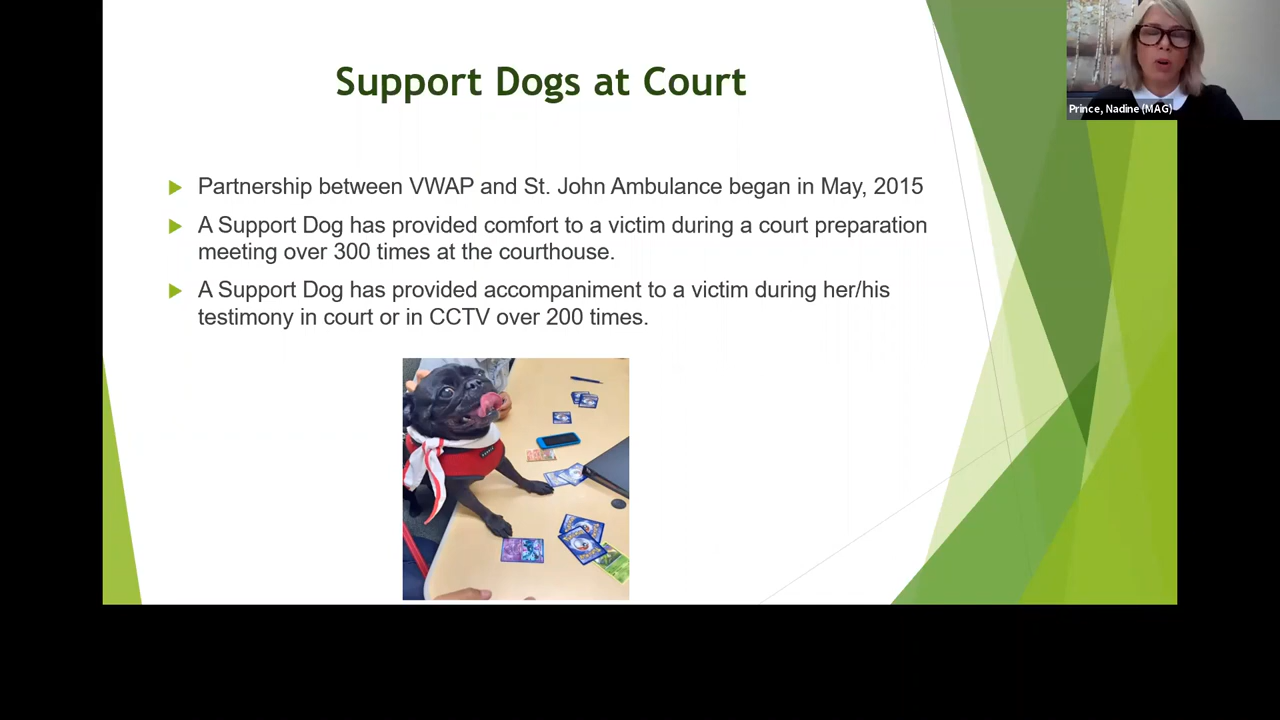 Support Dogs at Court
Prince, Nadine (MAG)
Partnership between VWAP and St. John Ambulance began in May, 2015
A Support Dog has provided comfort to a victim during a court preparation
meeting over 300 times at the courthouse.
A Support Dog has provided accompaniment to a victim during her/his
testimony in court or in CCTV over 200 times.